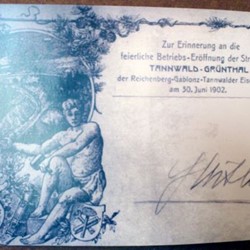 Zur Erinnerung an die
feierliche Betriebs-Eröffnung der
TANNWALD-GRÜNTHAL
der Reichenberg-Gablonz-Tannwalder
am 30. Juni 1902.